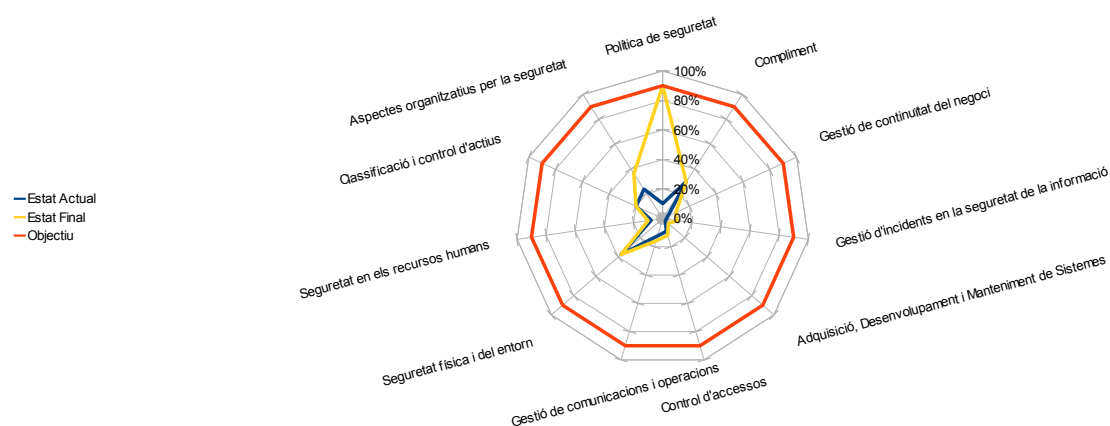 Política de seguretat
Compliment
Aspectes organitzatius per la seguretat
100%
Gestió de continuïtat del negoci
80%
Classificació i control d'actius
60%
40%
Gestió d'incidents en la seguretat de la informació
20%
Estat Actual
0%
Estat Final
Objectiu
Seguretat en els recursos humans
Adquisició, Desenvolupament i Manteniment de Sistemes
Seguretat física i del entorn
Gestió de comunicacions i operacions
Control d'accessos